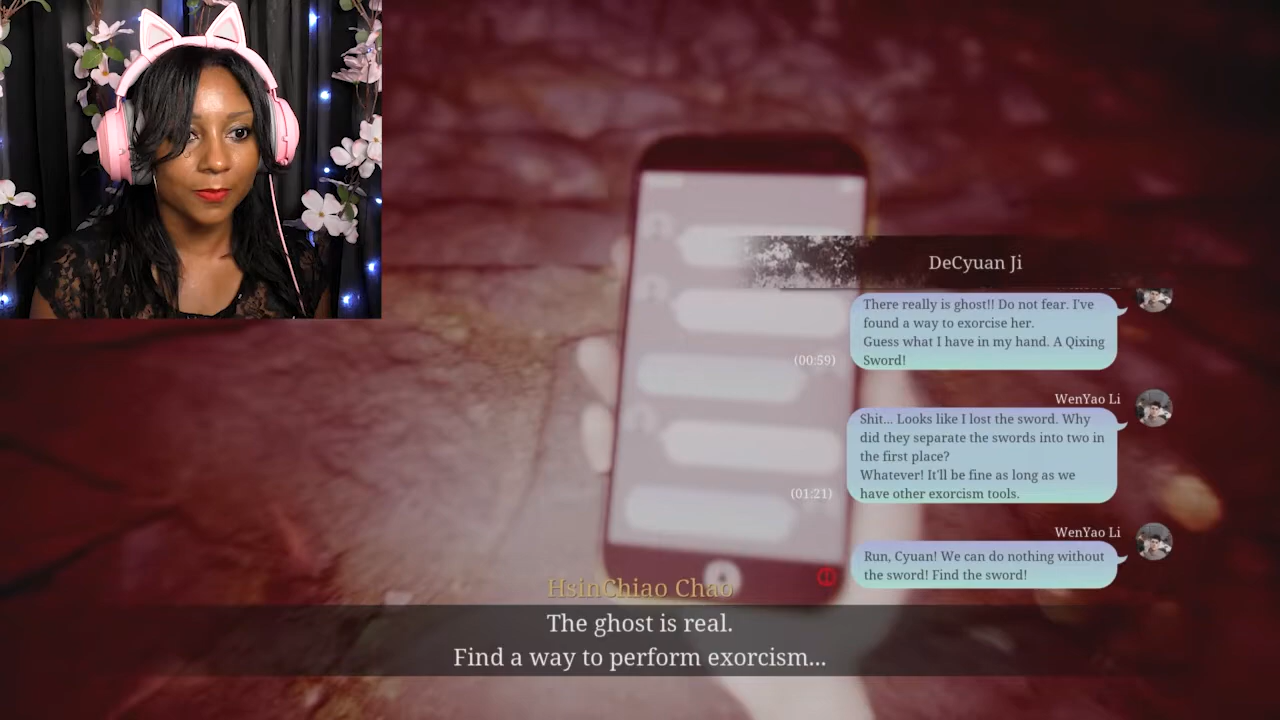 DeCyuan Ji
There really is ghost!! Do not fear. I've
found a way to exorcise her.
Guess what I have in my hand. A Qixing
Sword!
(00:59)
WenYao Li
Shit... Looks like I lost the sword. Why
did they separate the swords into two in
the first place?
Whatever! It'll be fine as long as we
have other exorcism tools.
(01:21)
WenYao Li
Run, Cyuan! We can do nothing without
the sword! Find the sword!
HsinChiao Chao
The ghost is real.
Find a way to perform exorcism...